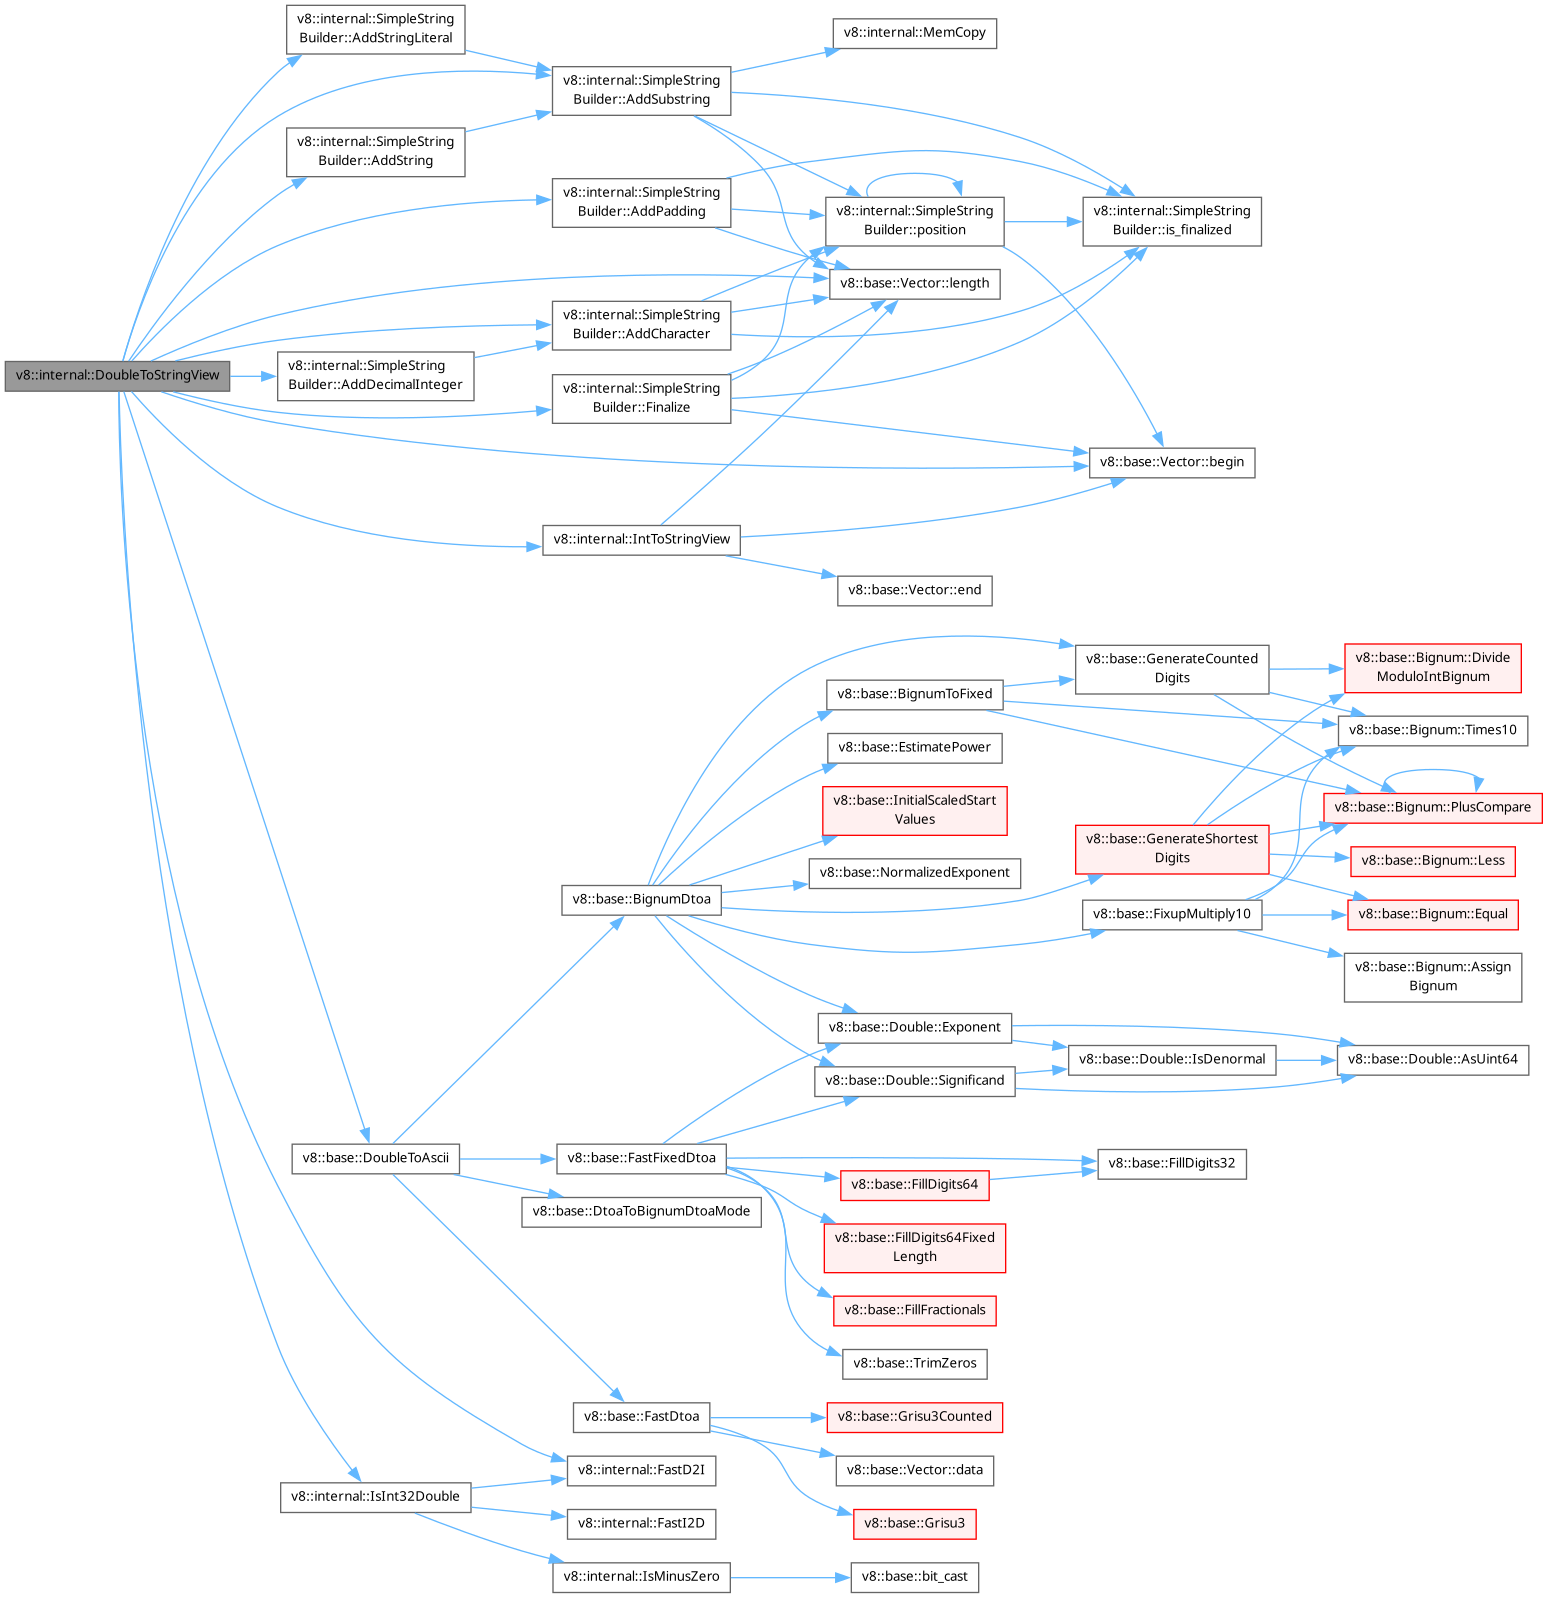 v8::internal::DoubleToStringView
v8::internal::SimpleString
Builder::AddStringLiteral
v8::internal::SimpleString
Builder::AddString
v8::internal::SimpleString
Builder::AddDecimalInteger
v8::base::DoubleToAscii
v8::internal::IsInt32Double
v8::internal::SimpleString
Builder::AddSubstring
v8::internal::SimpleString
Builder::AddPadding
v8::internal::SimpleString
Builder::AddCharacter
v8::internal::SimpleString
Builder::Finalize
v8::internal::IntToStringView
v8::base::BignumDtoa
v8::base::FastFixedDtoa
v8::base::DtoaToBignumDtoaMode
v8::base::FastDtoa
v8::internal::FastD2I
v8::internal::FastI2D
v8::internal::IsMinusZero
v8::internal::MemCopy
v8::internal::SimpleString
Builder::position
v8::base::Vector::length
v8::base::Vector::end
v8::base::BignumToFixed
v8::base::EstimatePower
v8::base::InitialScaledStart
Values
v8::base::NormalizedExponent
v8::base::Double::Exponent
v8::base::Double::Significand
v8::base::FillDigits64
v8::base::FillDigits64Fixed
Length
v8::base::FillFractionals
v8::base::TrimZeros
v8::base::Grisu3Counted
v8::base::Vector::data
v8::base::Grisu3
v8::base::bit_cast
v8::internal::SimpleString
Builder::is_finalized
v8::base::Vector::begin
v8::base::GenerateCounted
Digits
v8::base::GenerateShortest
Digits
v8::base::FixupMultiply10
v8::base::Double::IsDenormal
v8::base::FillDigits32
v8::base::Bignum::Divide
ModuloIntBignum
v8::base::Bignum::Times10
v8::base::Bignum::PlusCompare
v8::base::Bignum::Less
v8::base::Bignum::Equal
v8::base::Bignum::Assign
Bignum
v8::base::Double::AsUint64